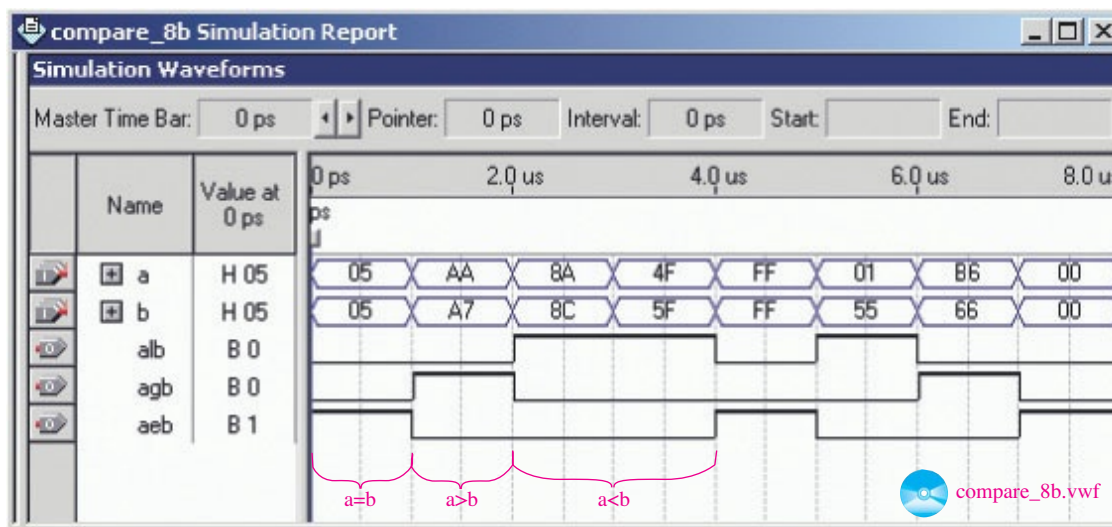 compare_8b Simulation Report
Simulation Waveforms
Master Time Bar: 0 ps Pointer: 0 ps Interval: 0 ps Start: End:
Name Value at 0 ps 0 ps 2.0 us 4.0 us 6.0 us 8.0 u
ps
a H 05 05 AA 8A 4F FF 01 B6 00
b H 05 05 A7 8C 5F FF 55 66 00
alb B 0
agb B 0
aeb B 1
a=b a>b a<b compare_8b.vwf